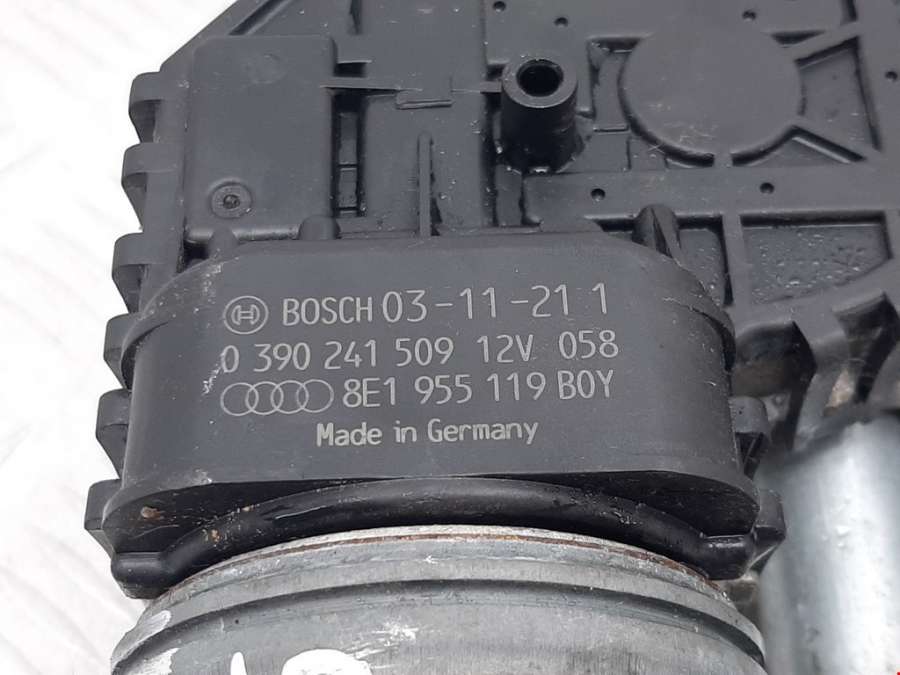 BOSCH 03-11-21 1
0 390 241 509 12V 058
8E1 955 119 B0Y
Made in Germany